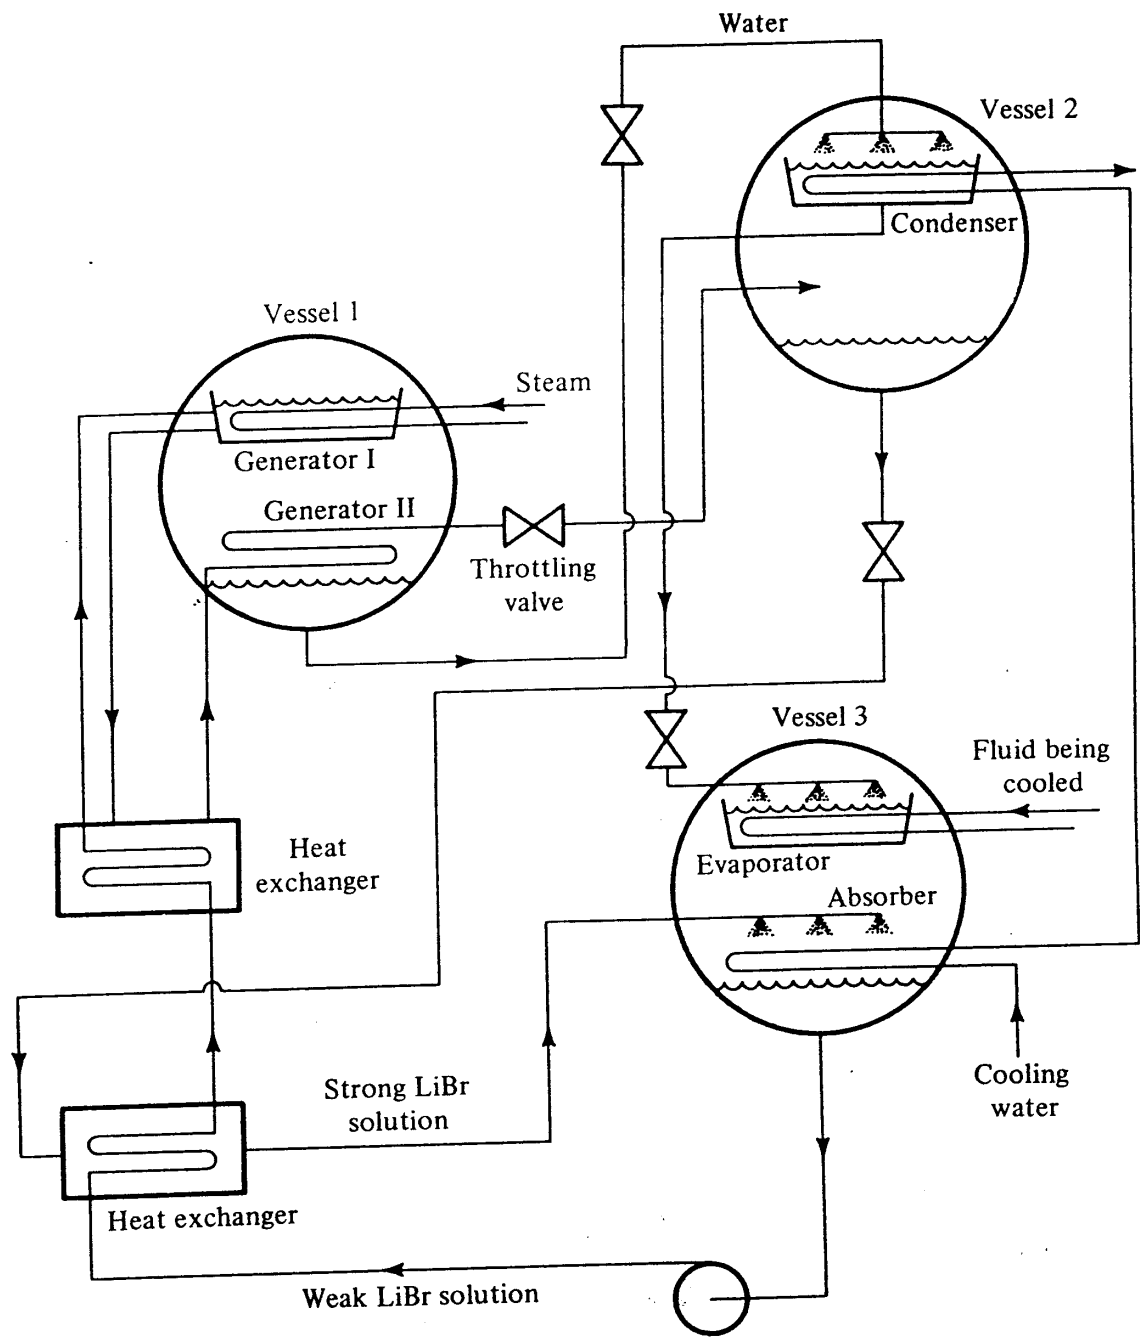 Water
Vessel 2
Condenser
Vessel 1
Steam
Generator I
Generator II
Throttling
valve
Vessel 3
Fluid being
cooled
Evaporator
Absorber
Heat
exchanger
Cooling
water
Strong LiBr
solution
Heat exchanger
Weak LiBr solution